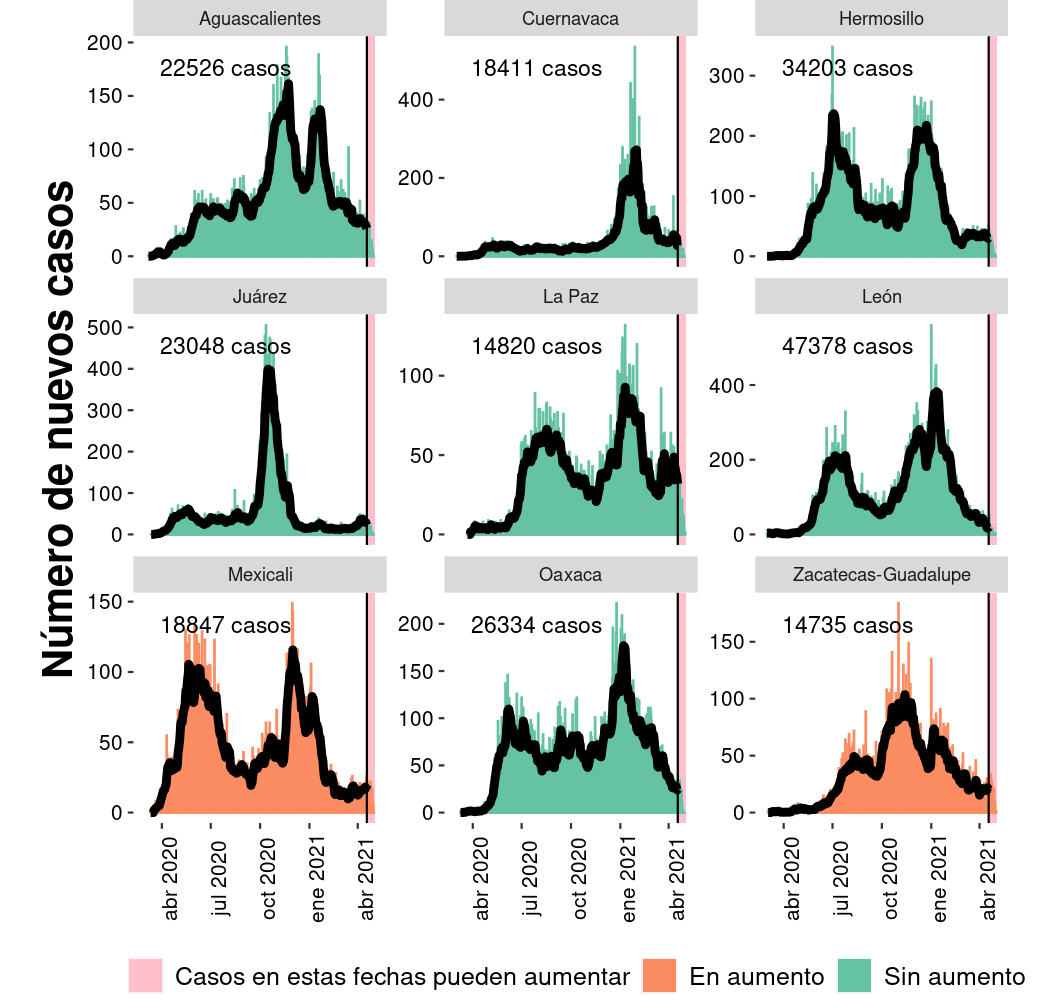 Número de nuevos casos
Aguascalientes
22526 casos
0
50
100
150
200
Cuernavaca
18411 casos
0
200
400
Hermosillo
34203 casos
0
100
200
300
Juárez
23048 casos
0
100
200
300
400
500
La Paz
14820 casos
0
50
100
León
47378 casos
0
200
400
Mexicali
18847 casos
0
50
100
150
Oaxaca
26334 casos
0
50
100
150
200
Zacatecas-Guadalupe
14735 casos
0
50
100
150
abr 2020
jul 2020
oct 2020
ene 2021
abr 2021
abr 2020
jul 2020
oct 2020
ene 2021
abr 2021
abr 2020
jul 2020
oct 2020
ene 2021
abr 2021
Casos en estas fechas pueden aumentar
En aumento
Sin aumento